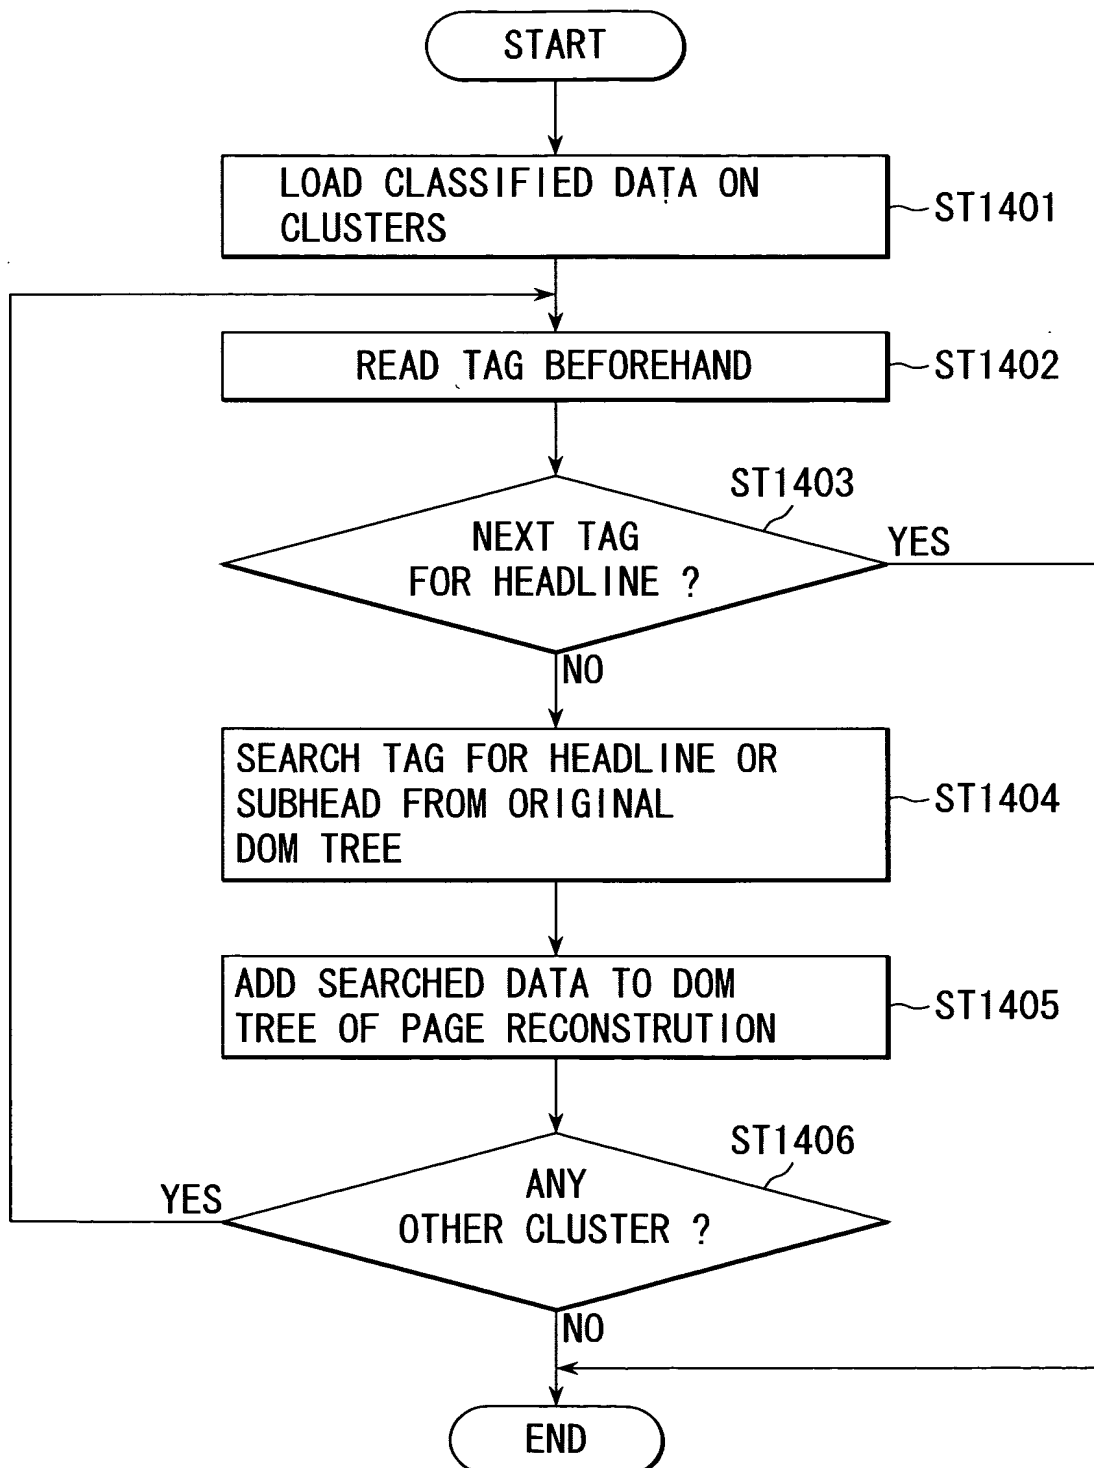 START
LOAD CLASSIFIED DATA ON
CLUSTERS
ST1401
READ TAG BEFOREHAND
ST1402
ST1403
NEXT TAG
FOR HEADLINE ?
YES
NO
SEARCH TAG FOR HEADLINE OR
SUBHEAD FROM ORIGINAL
DOM TREE
ST1404
ADD SEARCHED DATA TO DOM
TREE OF PAGE RECONSTRUTION
ST1405
ST1406
ANY
OTHER CLUSTER ?
YES
NO
END